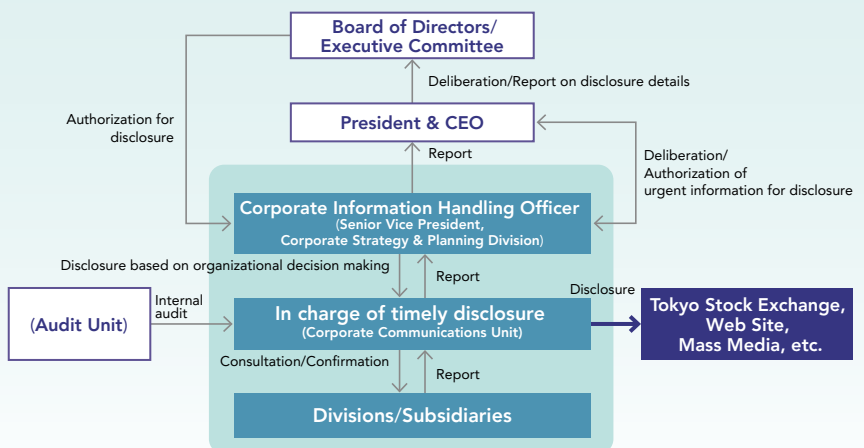 Board of Directors/
Executive Committee
Deliberation/Report on disclosure details
Authorization for
disclosure
President & CEO
Report
Deliberation/
Authorization of
urgent information for disclosure
Corporate Information Handling Officer
(Senior Vice President,
Corporate Strategy & Planning Division)
Disclosure based on organizational decision making
Report
Disclosure
Internal
audit
(Audit Unit)
In charge of timely disclosure
(Corporate Communications Unit)
Tokyo Stock Exchange,
Web Site,
Mass Media, etc.
Consultation/Confirmation
Report
Divisions/Subsidiaries